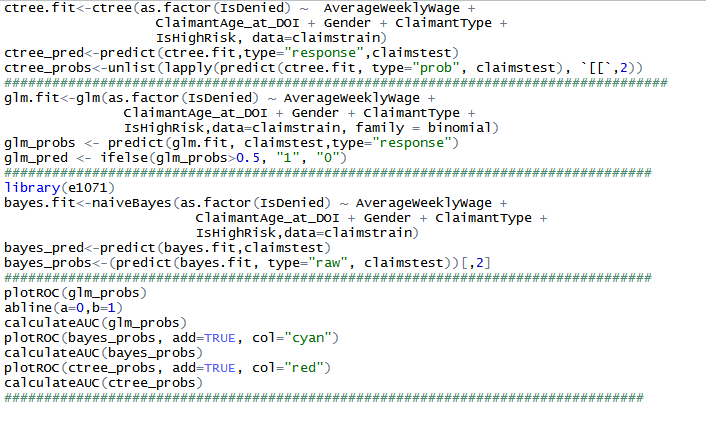 ctree.fit<-ctree(as.factor(IsDenied) ~  AverageWeeklyWage +
                   ClaimantAge_at_DOI + Gender + ClaimantType +
                   IsHighRisk, data=claimstrain)
ctree_pred<-predict(ctree.fit,type="response",claimstest)
ctree_probs<-unlist(lapply(predict(ctree.fit, type="prob", claimstest), `[[`,2))
###################################################################################
glm.fit<-glm(as.factor(IsDenied) ~ AverageWeeklyWage +
               ClaimantAge_at_DOI + Gender + ClaimantType +
               IsHighRisk,data=claimstrain, family = binomial)
glm_probs <- predict(glm.fit, claimstest,type="response")
glm_pred <- ifelse(glm_probs>0.5, "1", "0")
#################################################################################
library(e1071)
bayes.fit<-naiveBayes(as.factor(IsDenied) ~ AverageWeeklyWage +
                        ClaimantAge_at_DOI + Gender + ClaimantType +
                        IsHighRisk,data=claimstrain)
bayes_pred<-predict(bayes.fit,claimstest)
bayes_probs<-(predict(bayes.fit, type="raw", claimstest))[,2]
#################################################################################
plotROC(glm_probs)
abline(a=0,b=1)
calculateAUC(glm_probs)
plotROC(bayes_probs, add=TRUE, col="cyan")
calculateAUC(bayes_probs)
plotROC(ctree_probs, add=TRUE, col="red")
calculateAUC(ctree_probs)
################################################################################